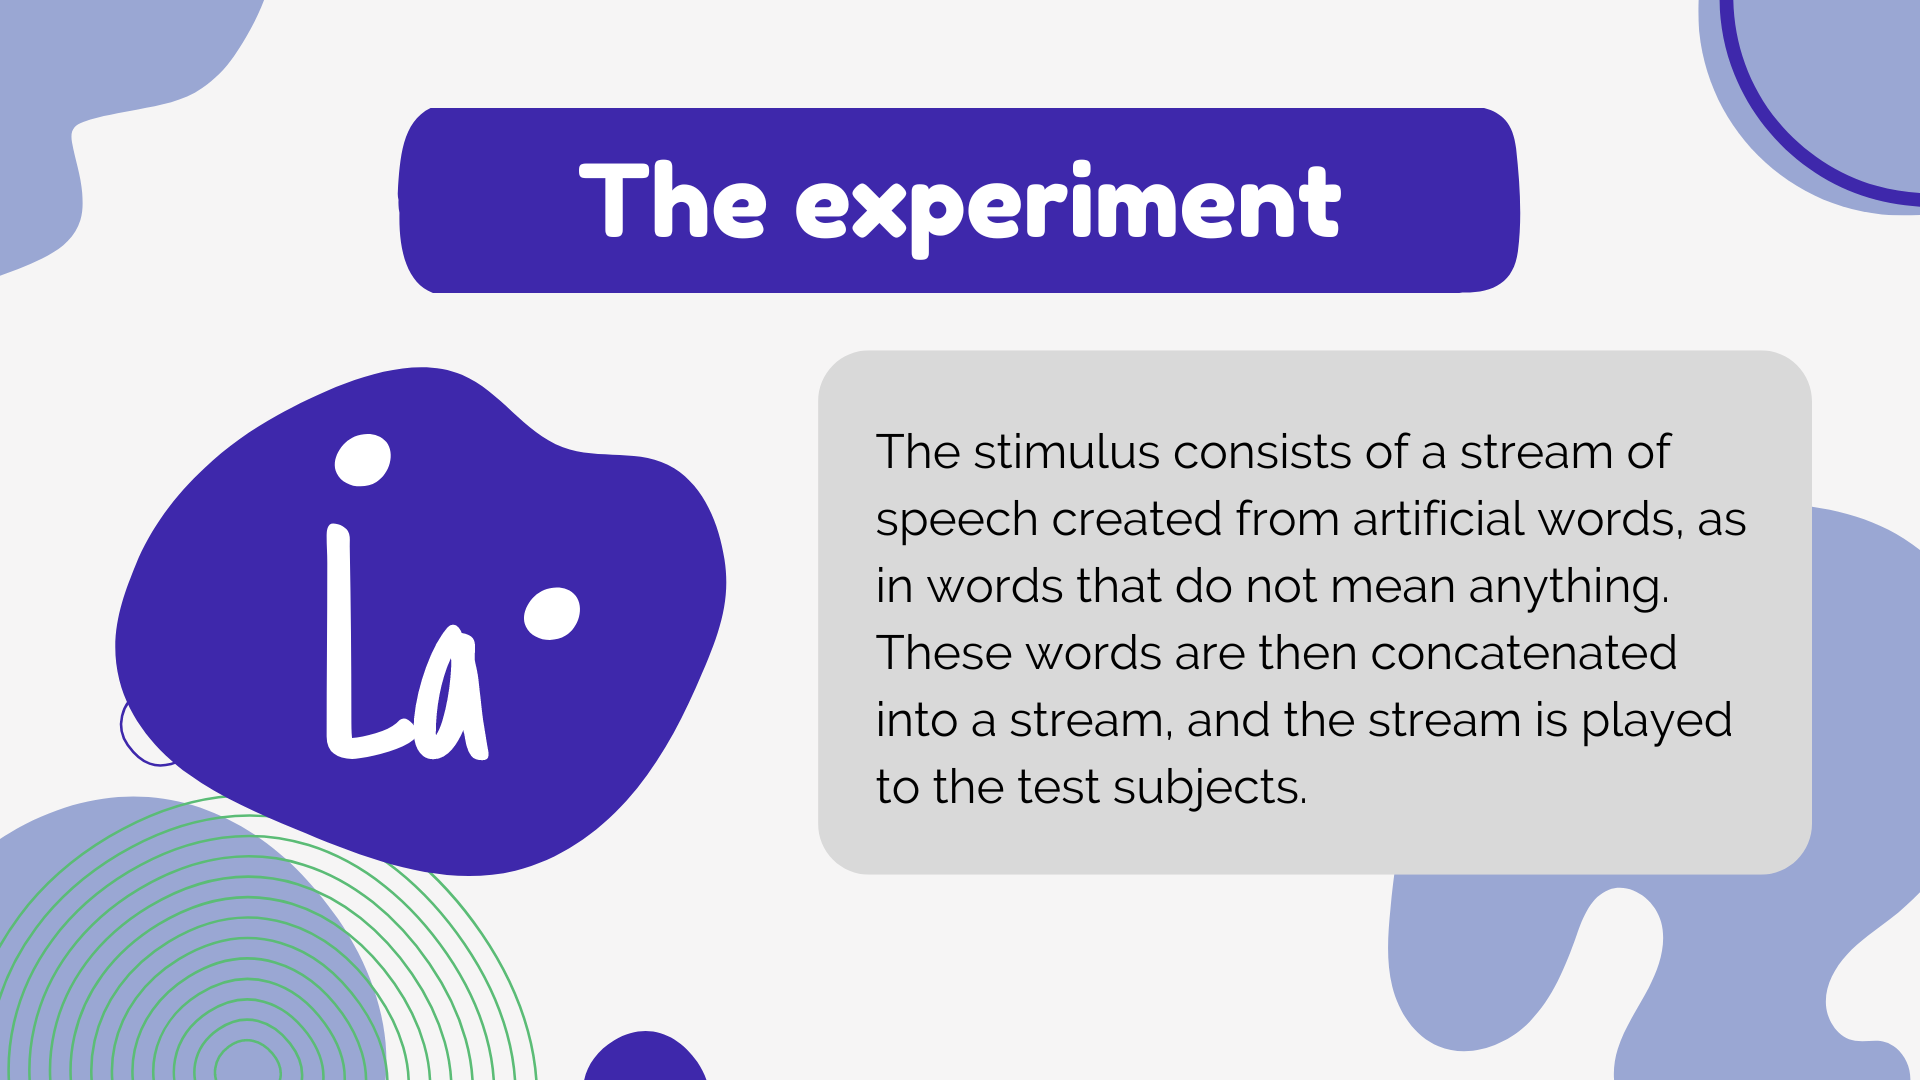 The experiment
La
The stimulus consists of a stream of
speech created from artificial words, as
in words that do not mean anything.
These words are then concatenated
into a stream, and the stream is played
to the test subjects.